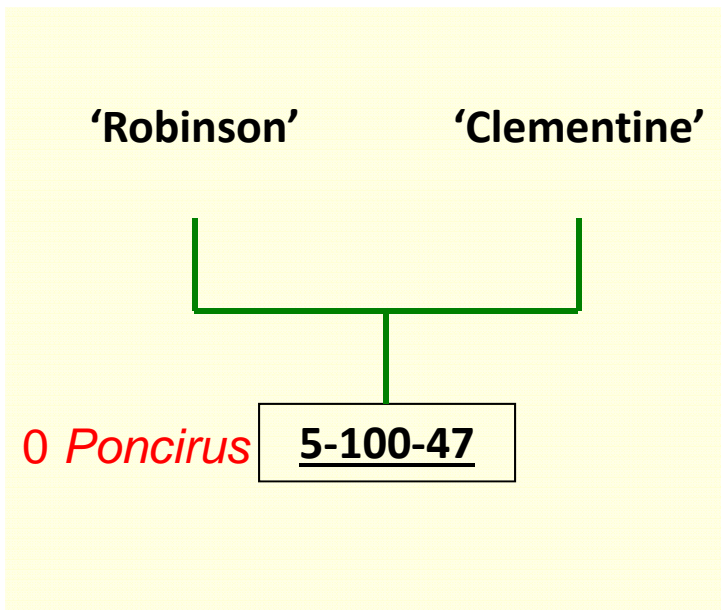 ‘Robinson’ ‘Clementine’
0 Poncirus 5-100-47